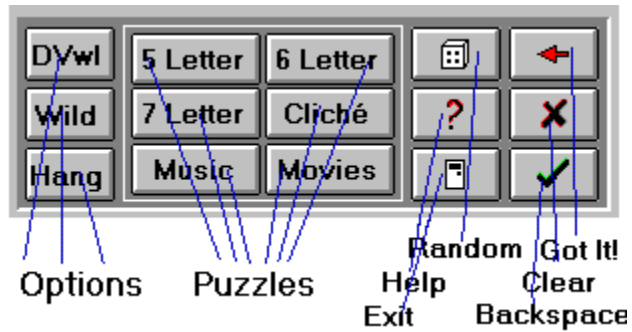 DVwl 5 Letter 6 Letter
Wild 7 Letter Cliché ?
Hang Music Movies
Random Got It!
Options Puzzles Help Clear
Exit Backspace